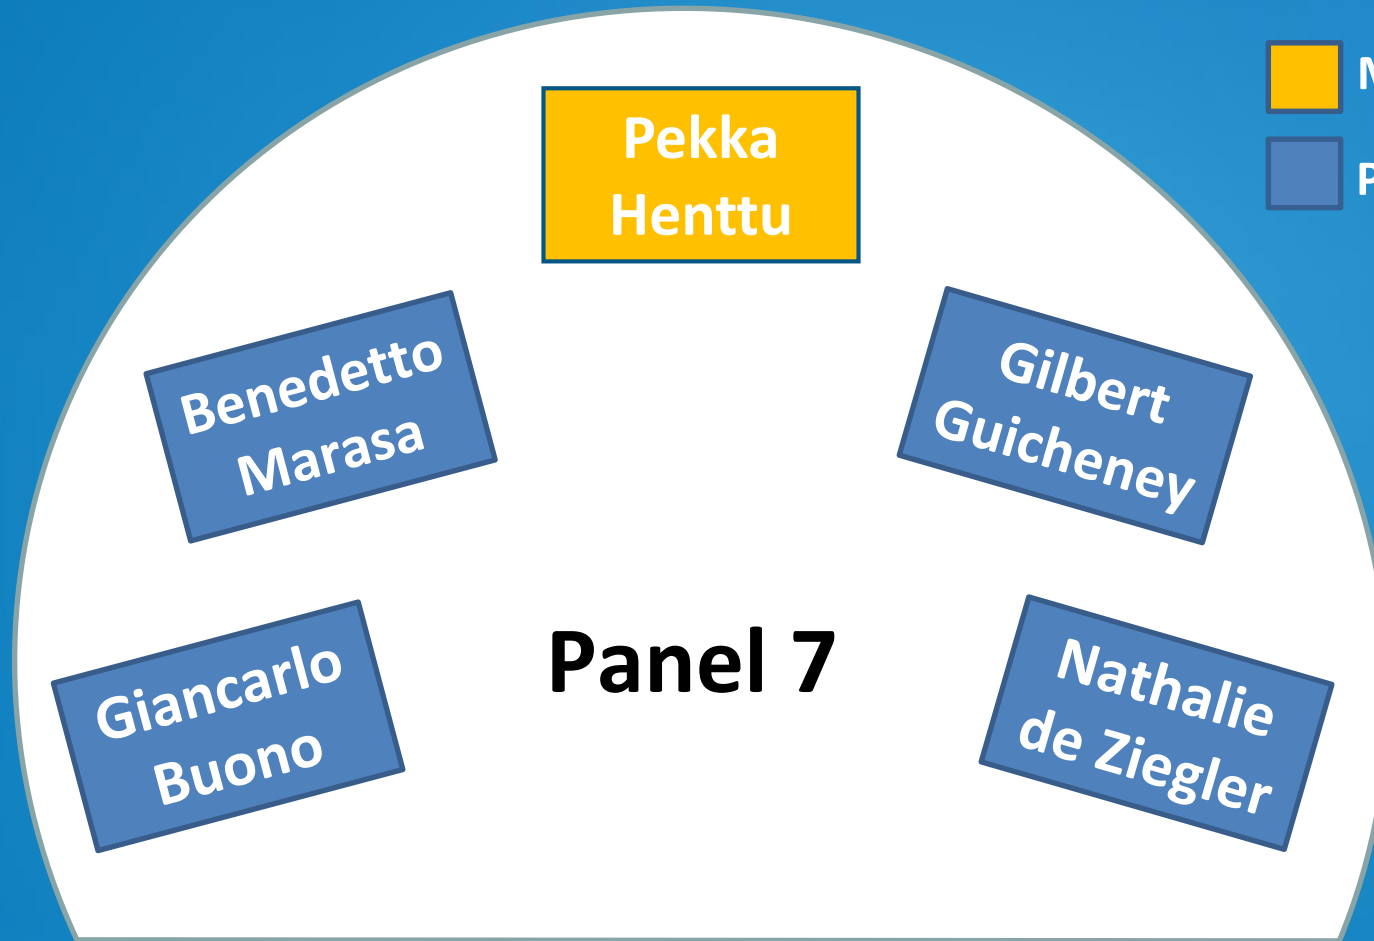 Pekka
Henttu
Benedetto
Marasa
Gilbert
Guicheney
Giancarlo
Buono
Panel 7
Nathalie
de Ziegler